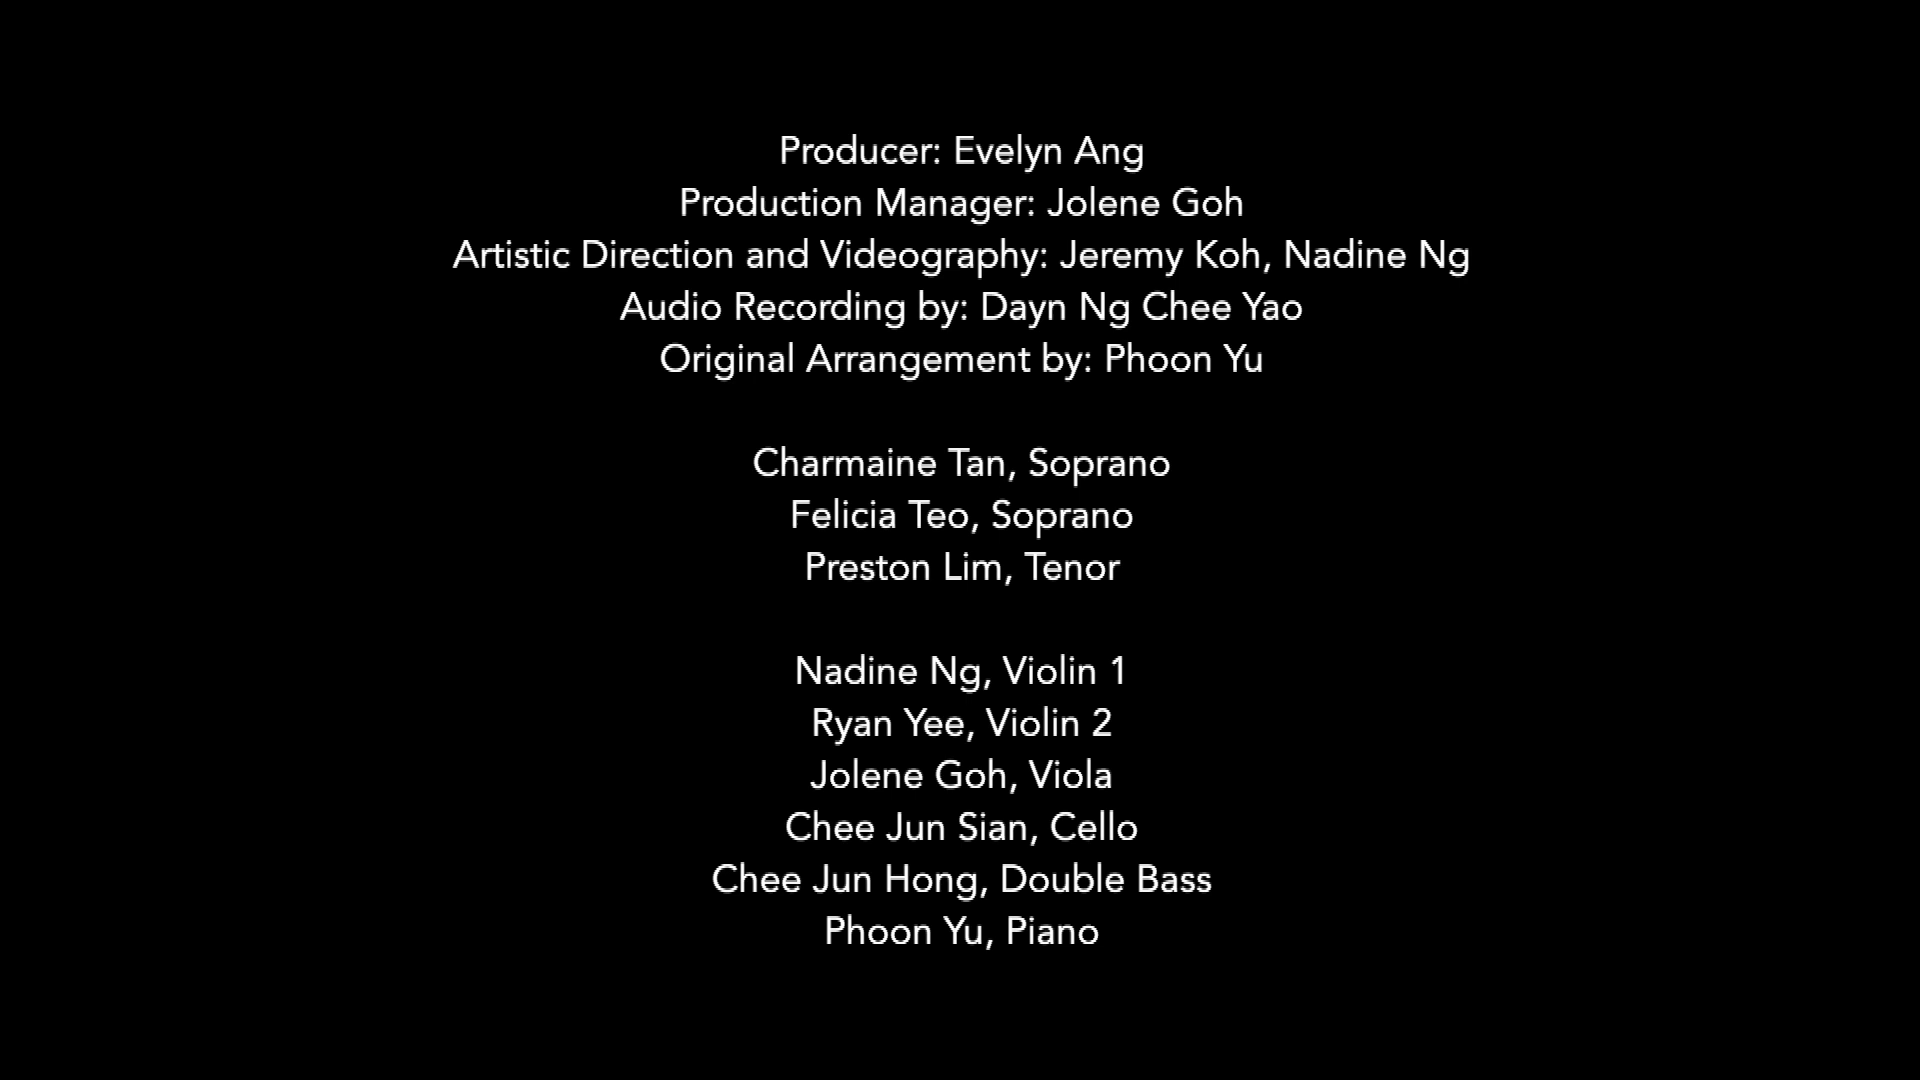 Producer: Evelyn Ang
Production Manager: Jolene Goh
Artistic Direction and Videography: Jeremy Koh, Nadine Ng
Audio Recording by: Dayn Ng Chee Yao
Original Arrangement by: Phoon Yu
Charmaine Tan, Soprano
Felicia Teo, Soprano
Preston Lim, Tenor
Nadine Ng, Violin 1
Ryan Yee, Violin 2
Jolene Goh, Viola
Chee Jun Sian, Cello
Chee Jun Hong, Double Bass
Phoon Yu, Piano